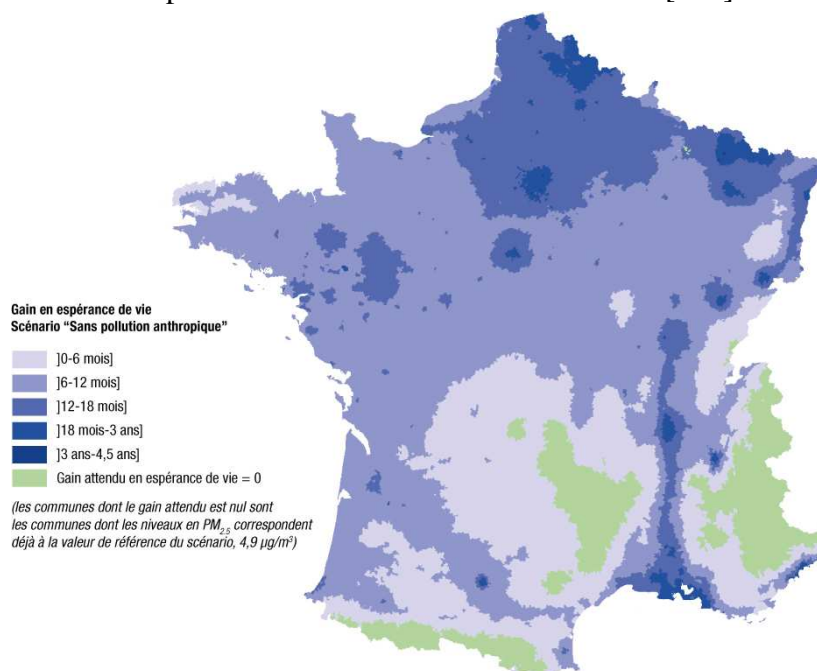 Gain en espérance de vie
Scénario “Sans pollution anthropique”
]0-6 mois]
]6-12 mois]
]12-18 mois]
]18 mois-3 ans]
]3 ans-4,5 ans]
Gain attendu en espérance de vie = 0
(les communes dont le gain attendu est nul sont
les communes dont les niveaux en PM2,5 correspondent
déjà à la valeur de référence du scénario, 4,9 µg/m³)